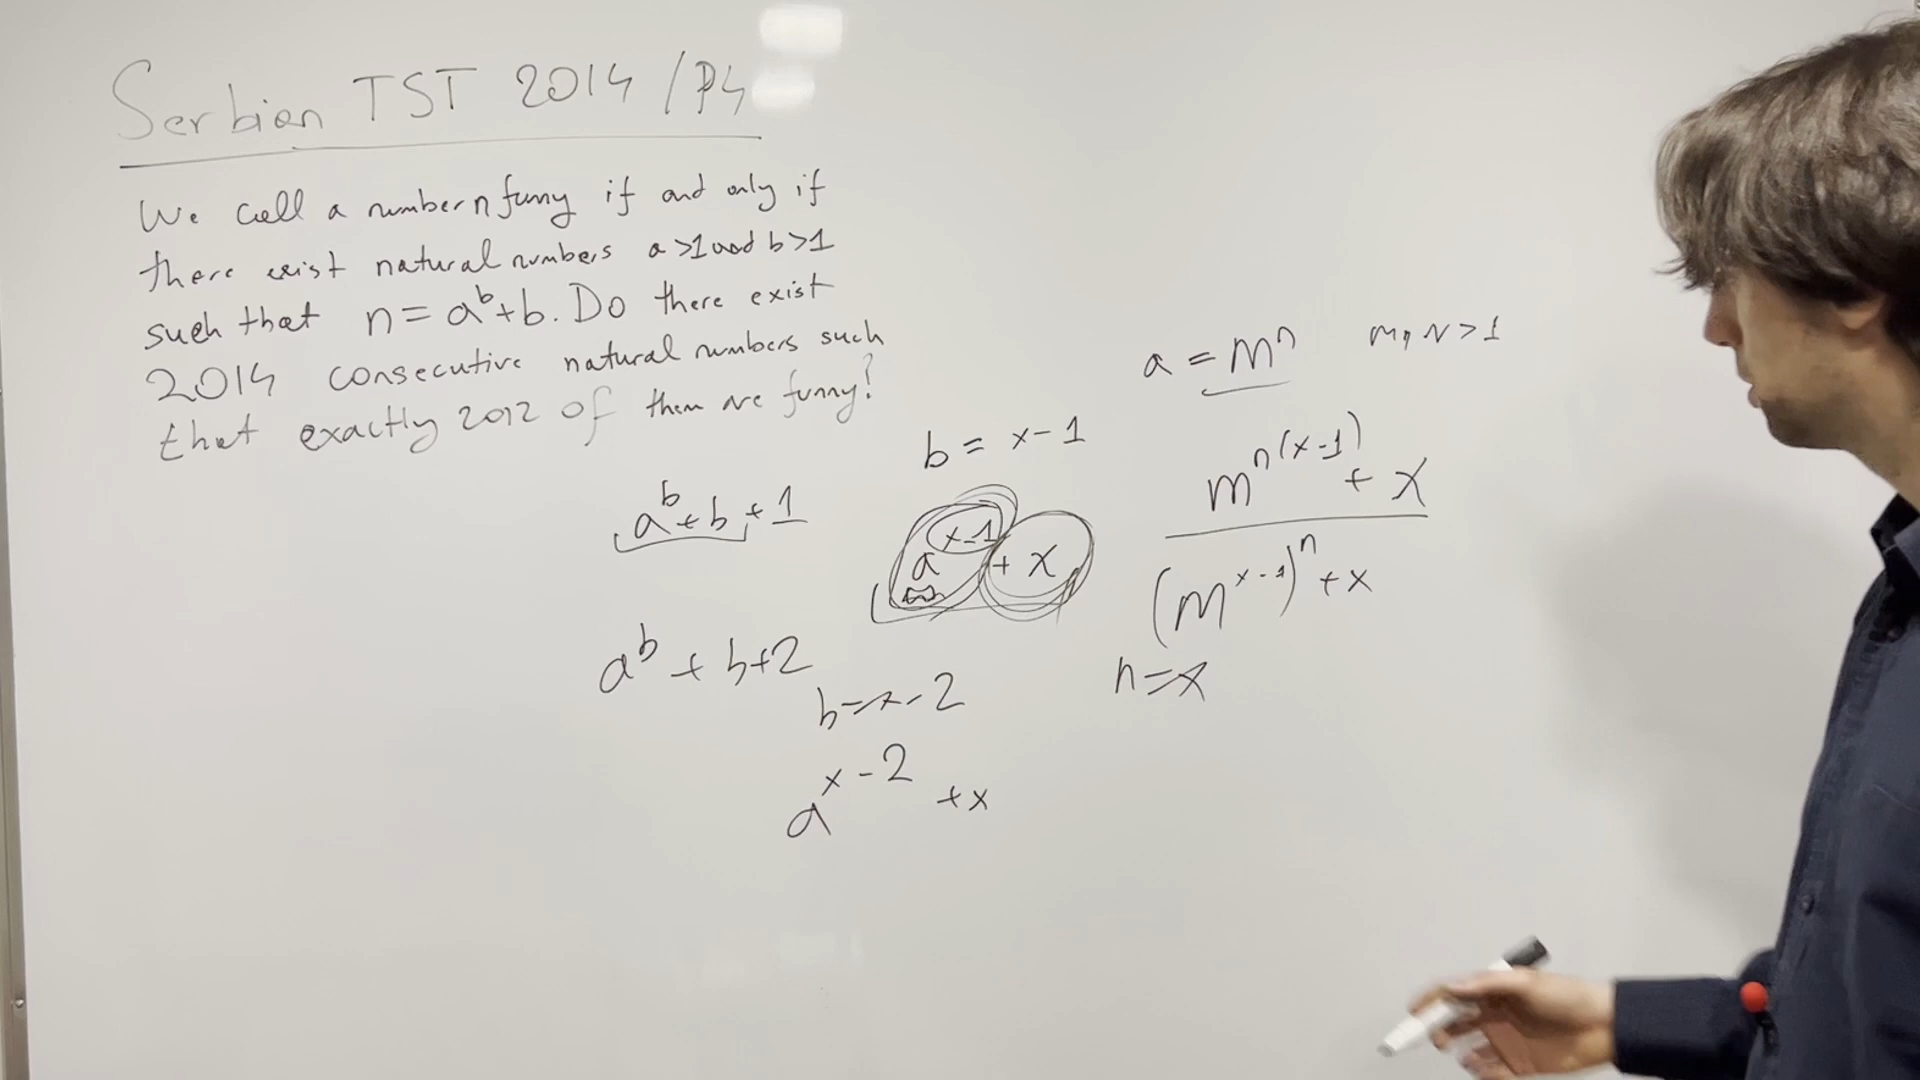 Serbian TST 2014 / P4
We call a number n funny if and only if
there exist natural numbers a>1 and b>1
such that n = a^b+b. Do there exist
2014 consecutive natural numbers such
that exactly 2012 of them are funny?
a = m^n m, n > 1
b = x - 1
m^{n(x-1)} + x
a^b + b + 1
a^{x-1} + x
(m^{x-1})^n + x
a^b + b + 2
n = x
b = x - 2
a^{x-2} + x